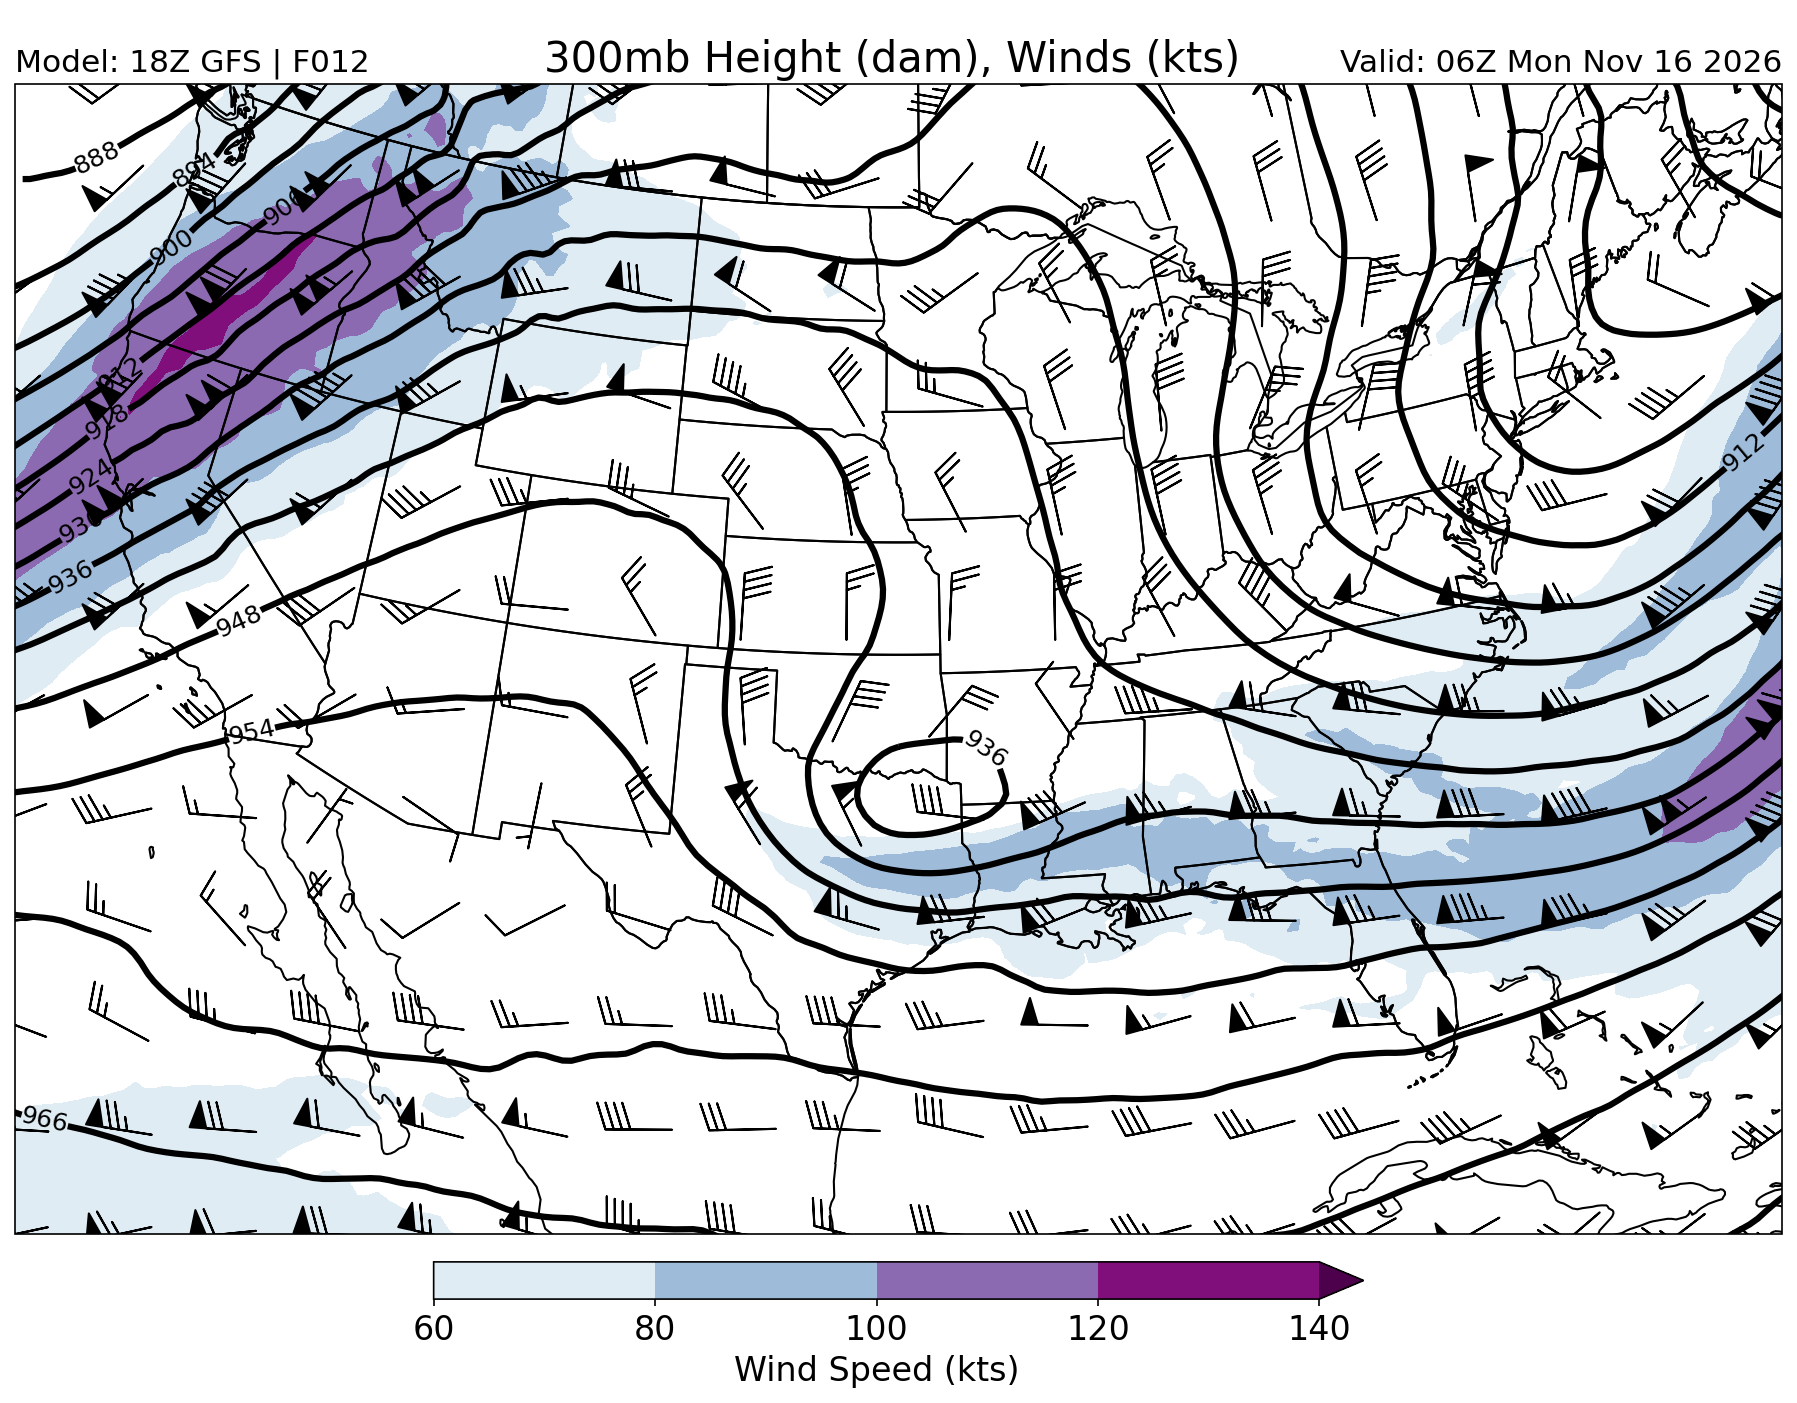 Model: 18Z GFS | F012
300mb Height (dam), Winds (kts)
Valid: 06Z Mon Nov 16 2026
888
894
906
900
912
918
924
930
936
948
954
966
936
912
60 80 100 120 140
Wind Speed (kts)